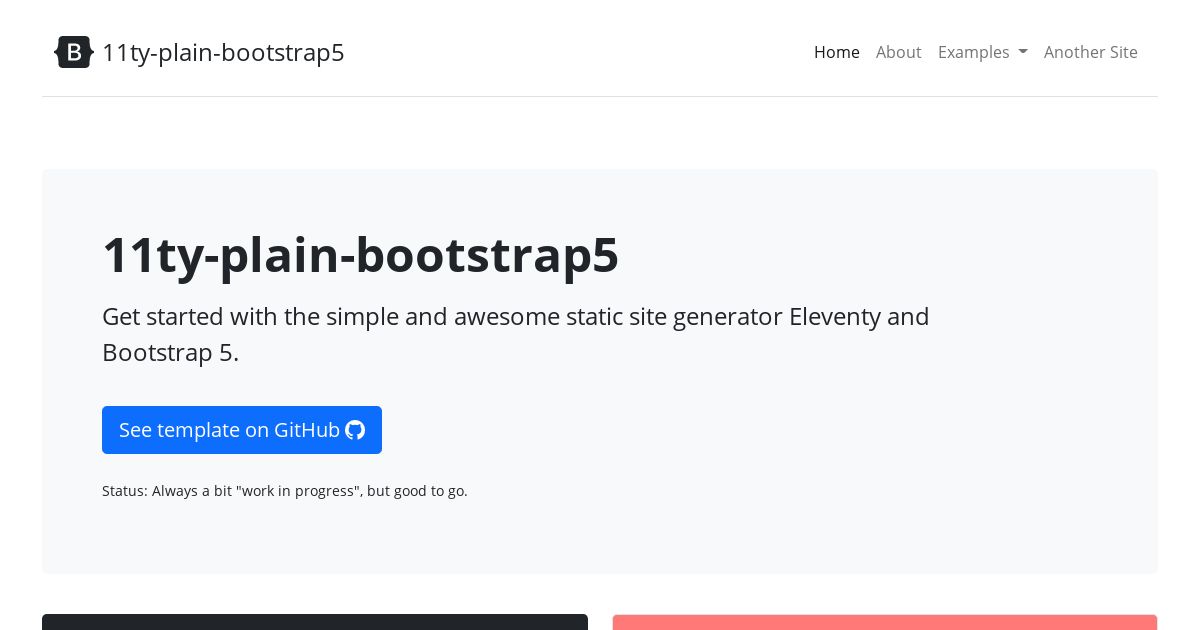 B 11ty-plain-bootstrap5
Home About Examples Another Site
11ty-plain-bootstrap5
Get started with the simple and awesome static site generator Eleventy and
Bootstrap 5.
See template on GitHub
Status: Always a bit "work in progress", but good to go.